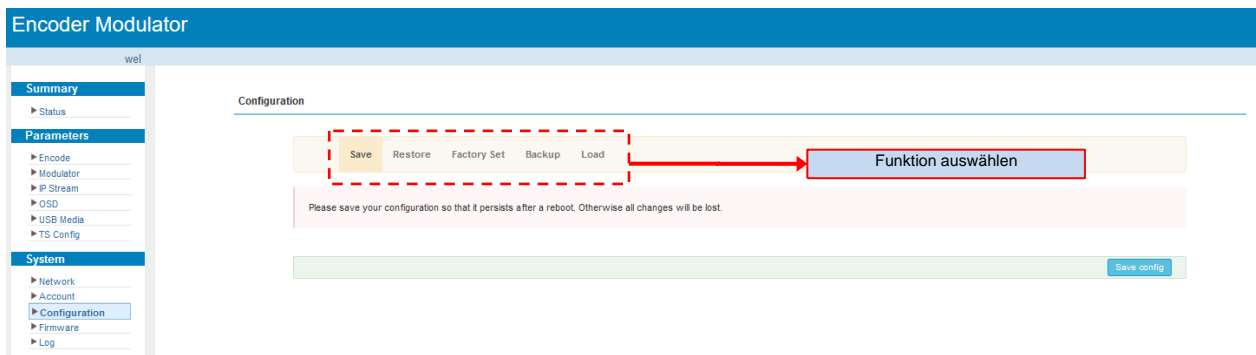 Encoder Modulator
wel
Summary
Status
Parameters
Encode
Modulator
IP Stream
OSD
USB Media
TS Config
System
Network
Account
Configuration
Firmware
Log
Configuration
Save Restore Factory Set Backup Load
Funktion auswählen
Please save your configuration so that it persists after a reboot. Otherwise all changes will be lost.
Save config